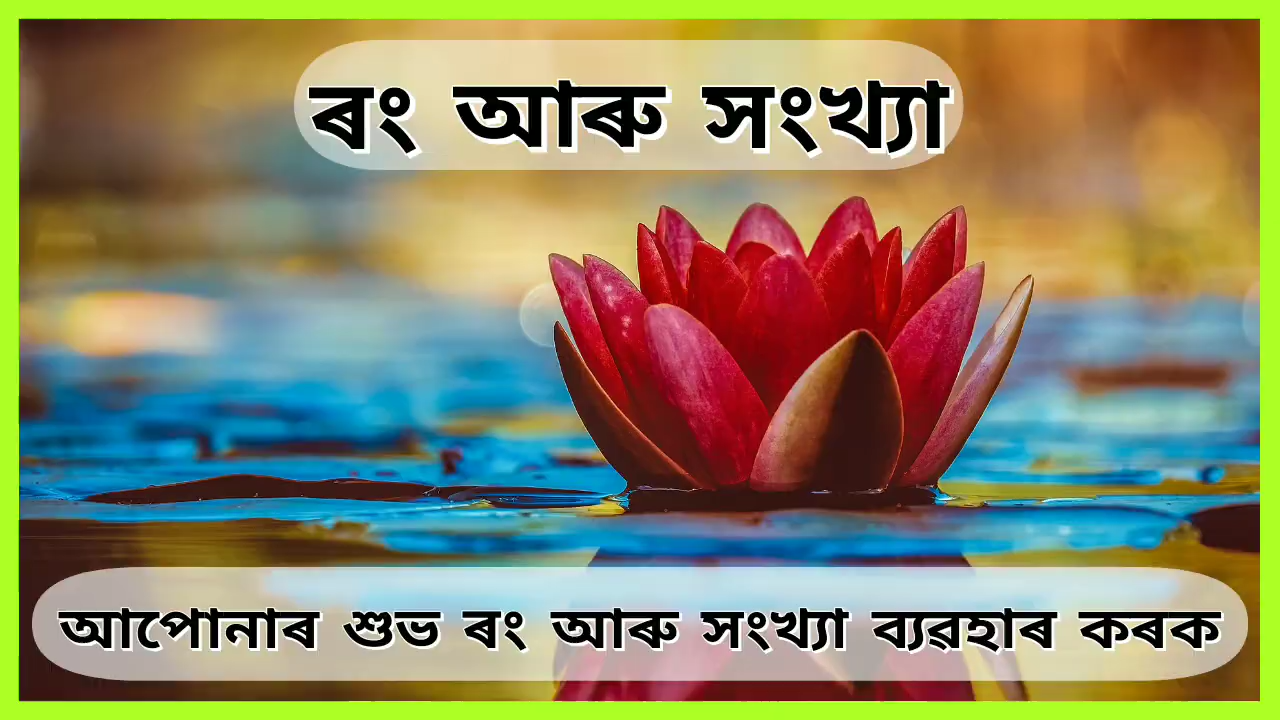 ৰং আৰু সংখ্যা
আপোনাৰ শুভ ৰং আৰু সংখ্যা ব্যৱহাৰ কৰক